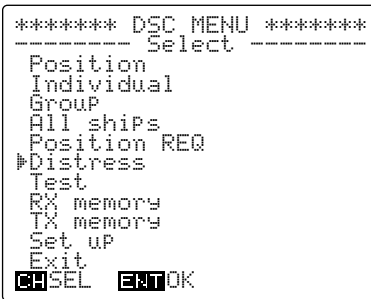 ******* DSC MENU *******
-------- Select --------
Position
Individual
Group
All ships
Position REQ
Distress
Test
RX memory
TX memory
Set up
Exit
CH SEL ENT OK